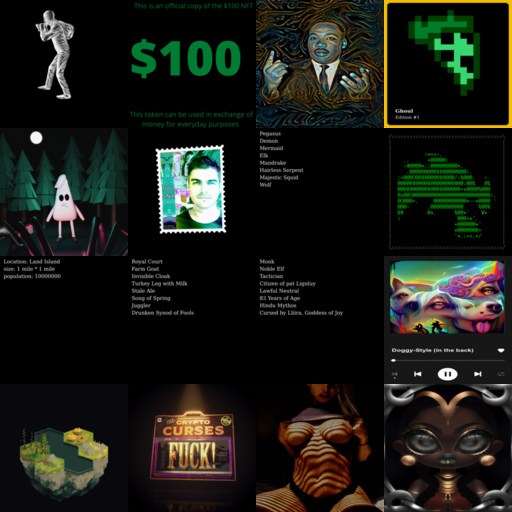 This is an official copy of the $100 NFT
$100
This token can be used in exchange of
money for everyday purposes
Ghoul
Edition #1
Pegasus
Demon
Mermaid
Elk
Mandrake
Hairless Serpent
Majestic Squid
Wolf
Location: Land Island
size: 1 mile * 1 mile
population: 10000000
Royal Court
Farm Goat
Invisible Cloak
Turkey Leg with Milk
Stale Ale
Song of Spring
Juggler
Drunken Synod of Fools
Monk
Noble Elf
Tactician
Citizen of pat Ligniuy
Lawful Neutral
83 Years of Age
Hindu Mythos
Cursed by Lliira, Goddess of Joy
Doggy-Style (in the back)
CRYPTO
CURSES
FUCK!